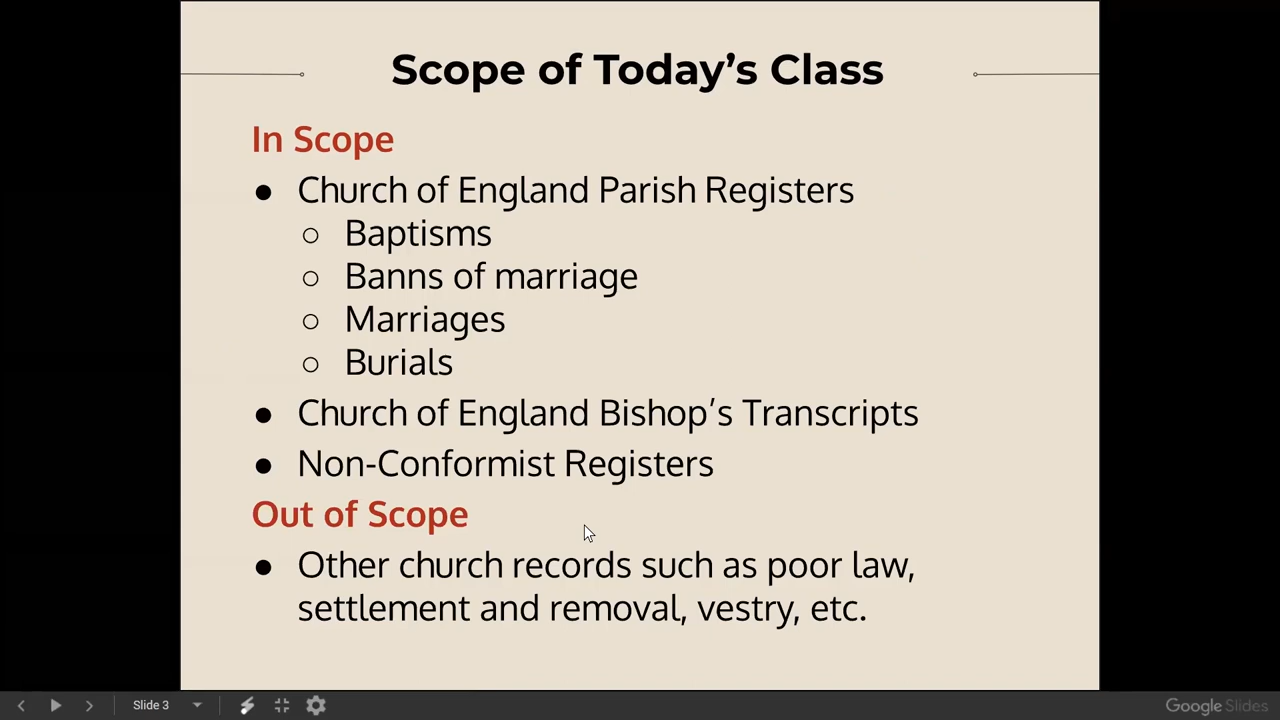 Scope of Today's Class
In Scope
● Church of England Parish Registers
○ Baptisms
○ Banns of marriage
○ Marriages
○ Burials
● Church of England Bishop's Transcripts
● Non-Conformist Registers
Out of Scope
● Other church records such as poor law,
settlement and removal, vestry, etc.
Slide 3
Google Slides